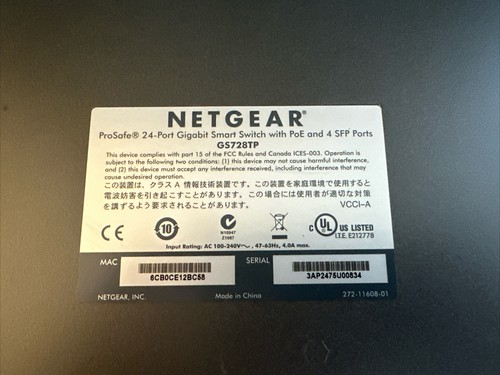 NETGEAR®
ProSafe® 24-Port Gigabit Smart Switch with PoE and 4 SFP Ports
GS728TP
This device complies with part 15 of the FCC Rules and Canada ICES-003. Operation is
subject to the following two conditions: (1) this device may not cause harmful interference,
and (2) this device must accept any interference received, including interference that may
cause undesired operation.
この装置は、クラスA 情報技術装置です。この装置を家庭環境で使用すると
電波妨害を引き起こすことがあります。この場合には使用者が適切な対策
を講ずるよう要求されることがあります。
VCCI-A
CE
10
N10947
Z1987
C UL US LISTED
I.T.E. E212778
Input Rating: AC 100-240V～, 47-63Hz, 4.0A max.
MAC
6CB0CE12BC58
SERIAL
3AP2475U00834
NETGEAR, INC.
Made in China
272-11608-01